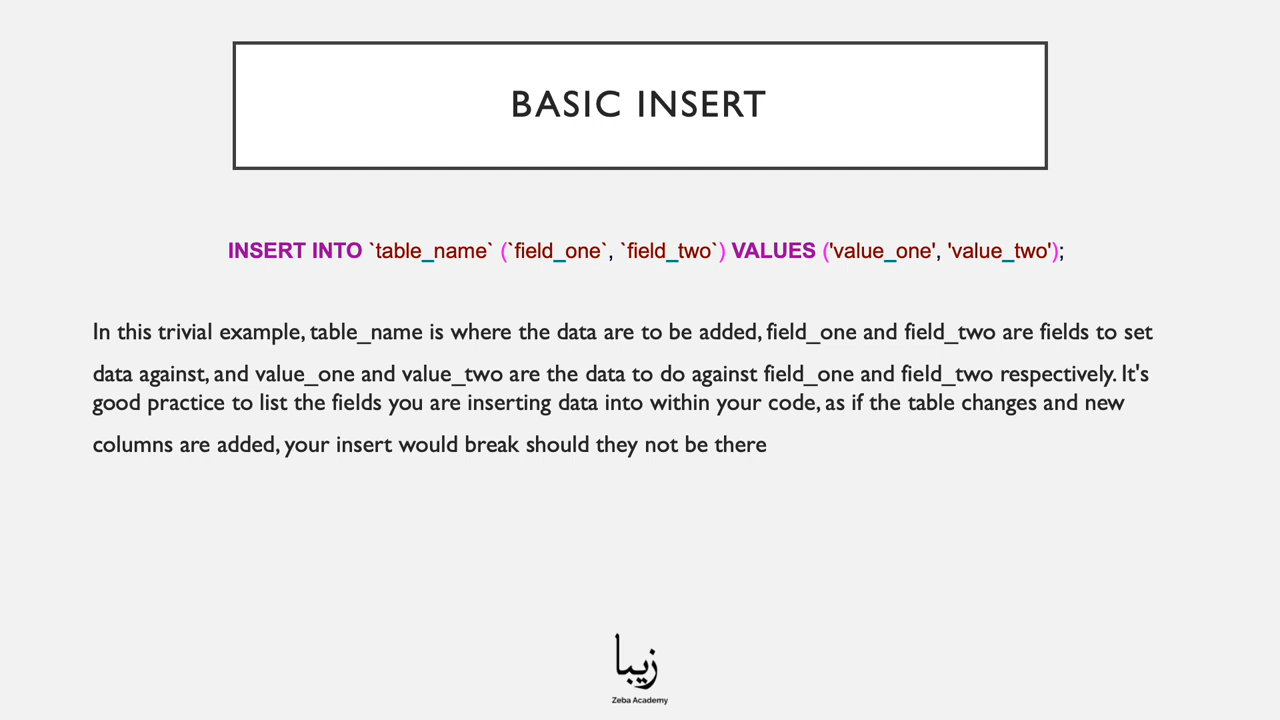 BASIC INSERT
INSERT INTO `table_name` (`field_one`, `field_two`) VALUES ('value_one', 'value_two');
In this trivial example, table_name is where the data are to be added, field_one and field_two are fields to set
data against, and value_one and value_two are the data to do against field_one and field_two respectively. It's
good practice to list the fields you are inserting data into within your code, as if the table changes and new
columns are added, your insert would break should they not be there
زيبا
Zeba Academy